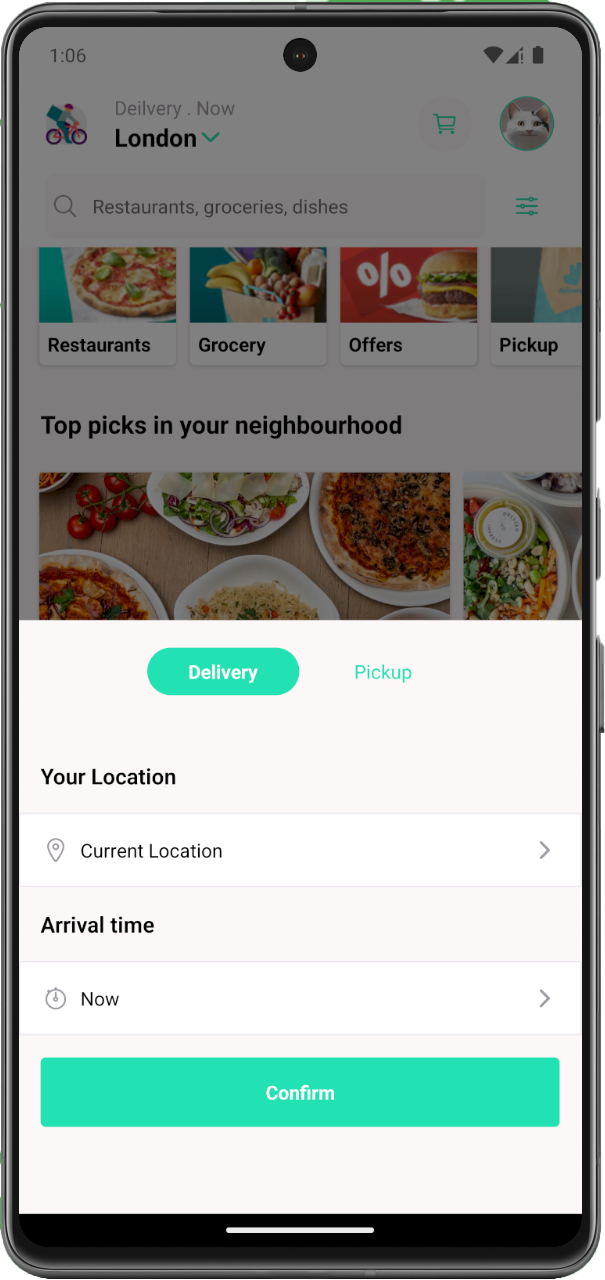 1:06
Deilvery . Now
London
Restaurants, groceries, dishes
%
Restaurants
Grocery
Offers
Pickup
Top picks in your neighbourhood
Delivery
Pickup
Your Location
Current Location
Arrival time
Now
Confirm